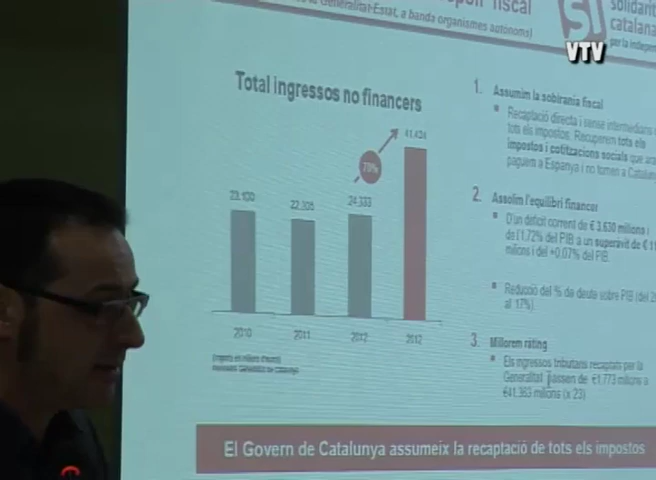 fiscal
Generalitat-Estat, a banda organismes autònoms)
SI
solidarit
catalana
per la indepen
VTV
Total ingressos no financers
23.100
22.305
24.333
41.424
70%
2010
2011
2012
2012
1. Assumim la sobirania fiscal
Recaptació directa i sense intermediaris
tots els impostos. Recuperem tots els
impostos i cotitzacions socials que ara
paguem a Espanya i no tornen a Catalun
2. Assolim l'equilibri financer
D'un dèficit corrent de € 3.630 milions i
de (1,72% del PIB a un superàvit de €
milions i del +0,07% del PIB
Reducció del % de deute sobre PIB (del
al 17%).
3. Millorem ràting
Els ingressos tributaris recaptats per la
Generalitat passen de €1.773 milions a
€41.363 milions (x 23)
El Govern de Catalunya assumeix la recaptació de tots els impostos